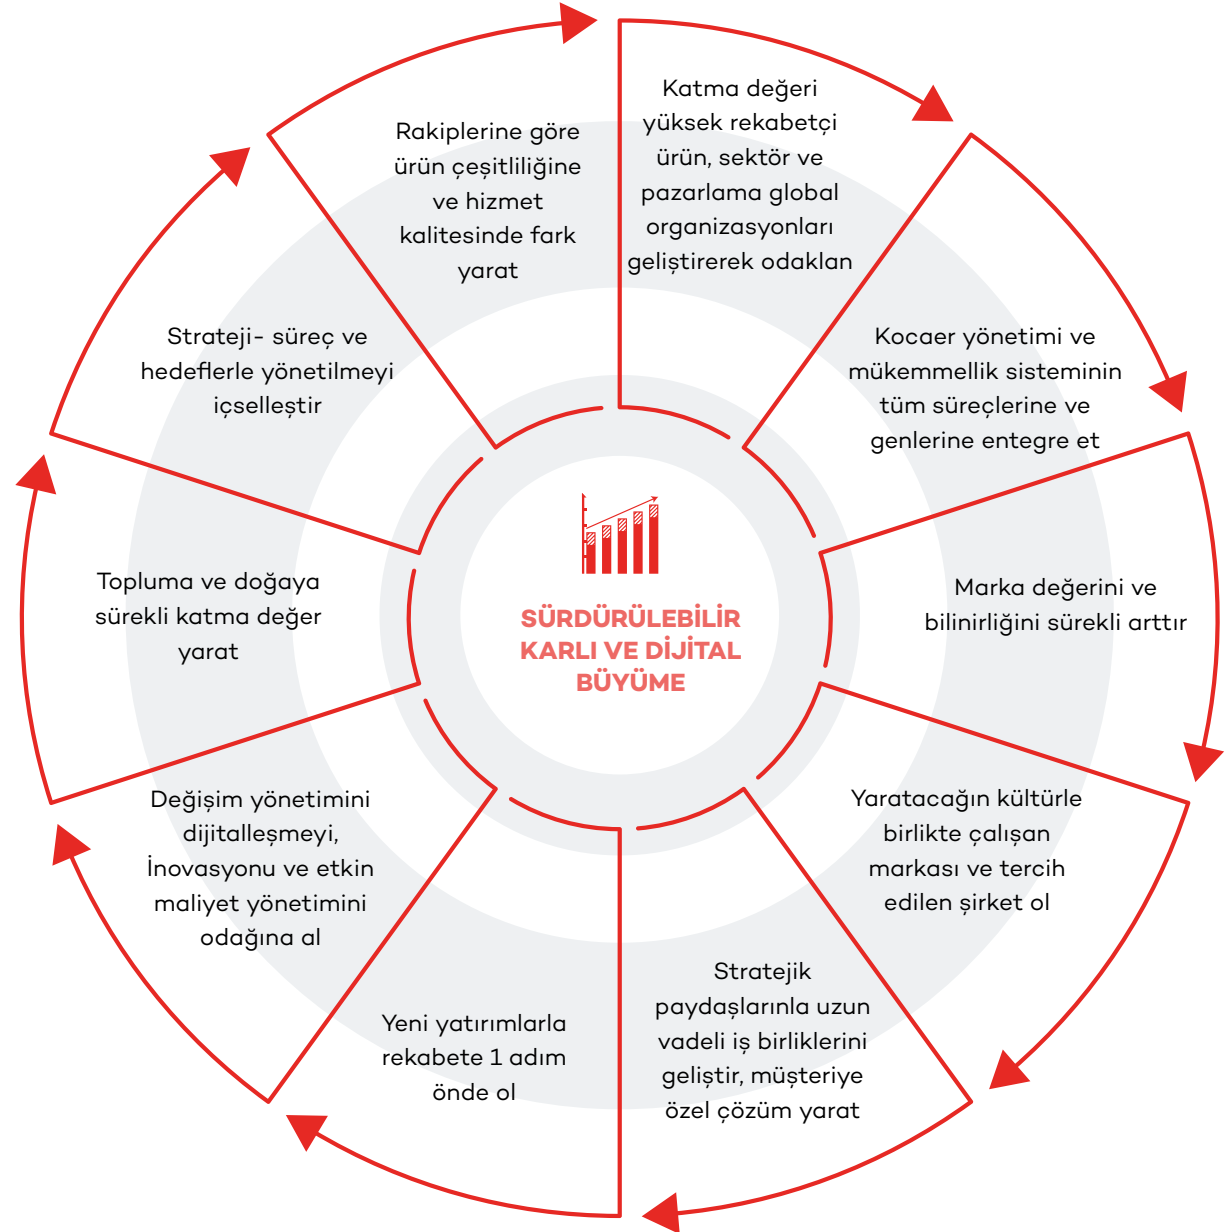 Katma değeri
yüksek rekabetçi
ürün, sektör ve
pazarlama global
organizasyonları
geliştirerek odaklan
Kocaer yönetimi ve
mükemmellik sisteminin
tüm süreçlerine ve
genlerine entegre et
Marka değerini ve
bilinirliğini sürekli arttır
Yaratacağın kültürle
birlikte çalışan
markası ve tercih
edilen şirket ol
Stratejik
paydaşlarınla uzun
vadeli iş birliklerini
geliştir, müşteriye
özel çözüm yarat
Yeni yatırımlarla
rekabete 1 adım
önde ol
Değişim yönetimini
dijitalleşmeyi,
İnovasyonu ve etkin
maliyet yönetimini
odağına al
Topluma ve doğaya
sürekli katma değer
yarat
Strateji- süreç ve
hedeflerle yönetilmeyi
içselleştir
Rakiplerine göre
ürün çeşitliliğine
ve hizmet
kalitesinde fark
yarat
SÜRDÜRÜLEBİLİR
KARLI VE DİJİTAL
BÜYÜME